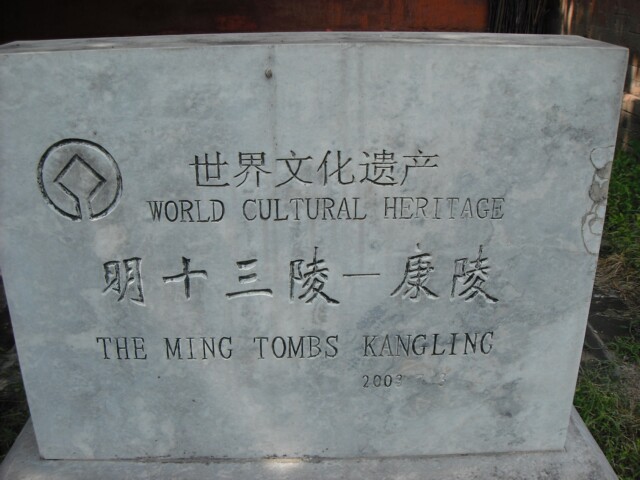 世界文化遗产
WORLD CULTURAL HERITAGE
明十三陵－康陵
THE MING TOMBS KANGLING